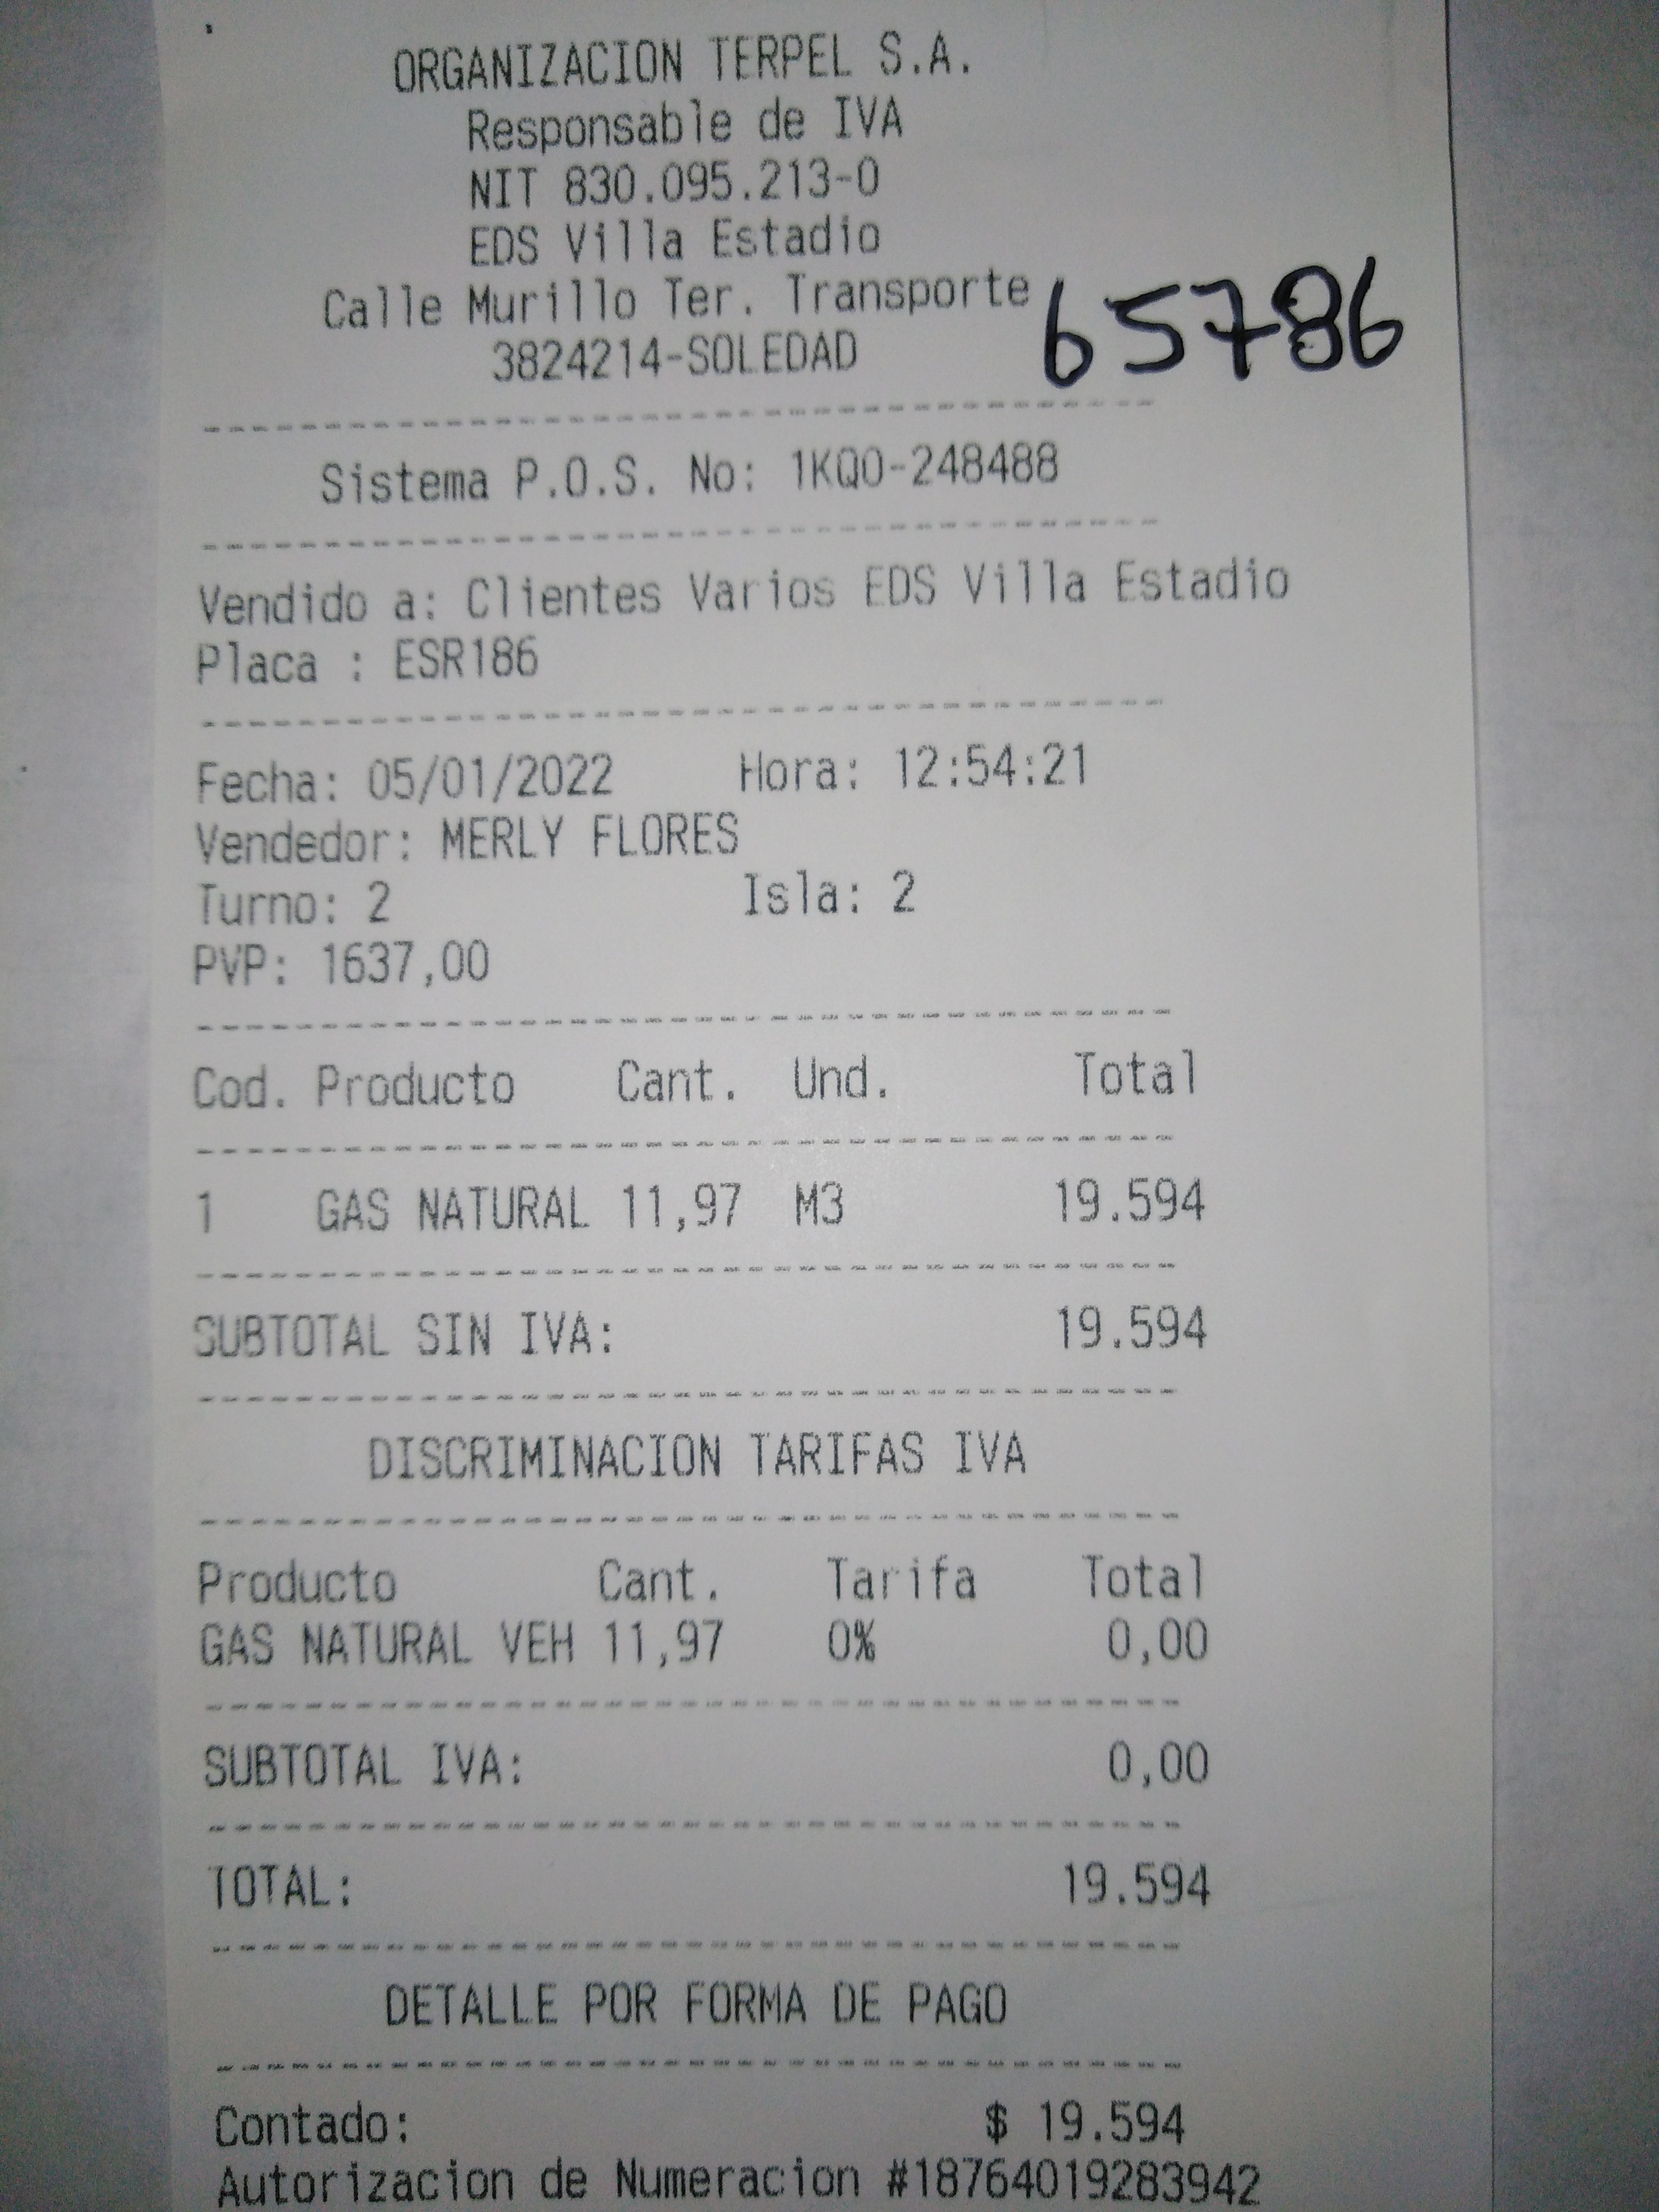 ORGANIZACION TERPEL S.A.
Responsable de IVA
NIT 830.095.213-0
EDS Villa Estadio
Calle Murillo Ter. Transporte
65786
3824214-SOLEDAD
Sistema P.O.S. No: 1KQ0-248488
Vendido a: Clientes Varios EDS Villa Estadio
Placa : ESR186
Fecha: 05/01/2022 Hora: 12:54:21
Vendedor: MERLY FLORES
Turno: 2 Isla: 2
PVP: 1637,00
Cod. Producto Cant. Und. Total
1 GAS NATURAL 11,97 M3 19.594
SUBTOTAL SIN IVA: 19.594
DISCRIMINACION TARIFAS IVA
Producto Cant. Tarifa Total
GAS NATURAL VEH 11,97 0% 0,00
SUBTOTAL IVA: 0,00
TOTAL: 19.594
DETALLE POR FORMA DE PAGO
Contado: $ 19.594
Autorizacion de Numeracion #18764019283942